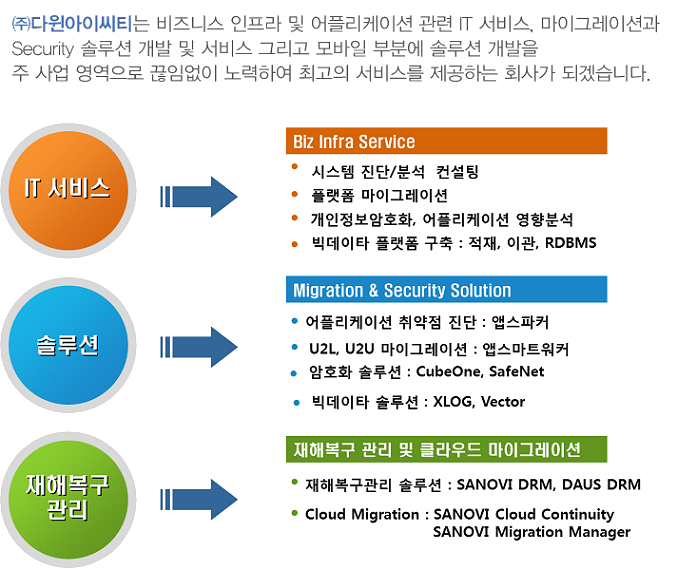 ㈜다윈아이씨티는 비즈니스 인프라 및 어플리케이션 관련 IT 서비스, 마이그레이션과
Security 솔루션 개발 및 서비스 그리고 모바일 부분에 솔루션 개발을
주 사업 영역으로 끊임없이 노력하여 최고의 서비스를 제공하는 회사가 되겠습니다.
IT 서비스
Biz Infra Service
• 시스템 진단/분석 컨설팅
• 플랫폼 마이그레이션
• 개인정보암호화, 어플리케이션 영향분석
• 빅데이타 플랫폼 구축 : 적재, 이관, RDBMS
솔루션
Migration & Security Solution
• 어플리케이션 취약점 진단 : 앱스파커
• U2L, U2U 마이그레이션 : 앱스마트워커
• 암호화 솔루션 : CubeOne, SafeNet
• 빅데이타 솔루션 : XLOG, Vector
재해복구
관리
재해복구 관리 및 클라우드 마이그레이션
• 재해복구관리 솔루션 : SANOVI DRM, DAUS DRM
• Cloud Migration : SANOVI Cloud Continuity
SANOVI Migration Manager